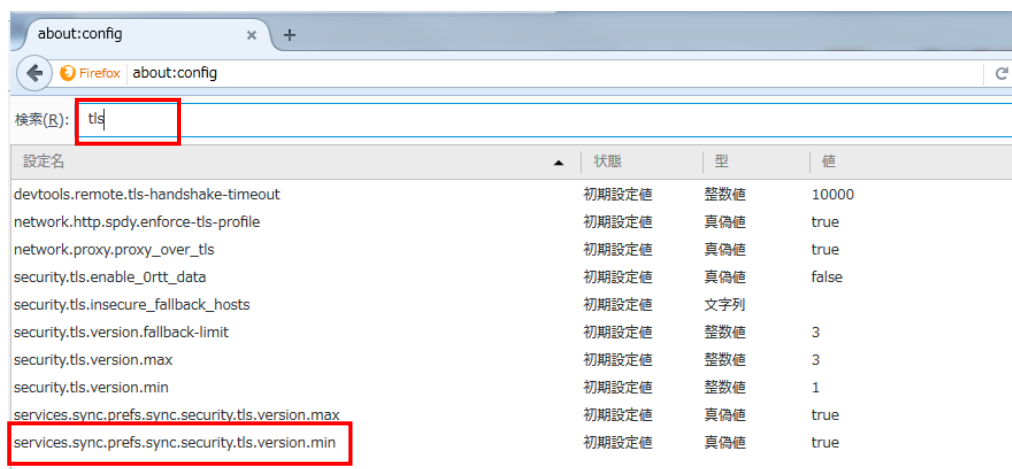 about:config
Firefox about:config
検索(R): tls
設定名 状態 型 値
devtools.remote.tls-handshake-timeout 初期設定値 整数値 10000
network.http.spdy.enforce-tls-profile 初期設定値 真偽値 true
network.proxy.proxy_over_tls 初期設定値 真偽値 true
security.tls.enable_0rtt_data 初期設定値 真偽値 false
security.tls.insecure_fallback_hosts 初期設定値 文字列
security.tls.version.fallback-limit 初期設定値 整数値 3
security.tls.version.max 初期設定値 整数値 3
security.tls.version.min 初期設定値 整数値 1
services.sync.prefs.sync.security.tls.version.max 初期設定値 真偽値 true
services.sync.prefs.sync.security.tls.version.min 初期設定値 真偽値 true